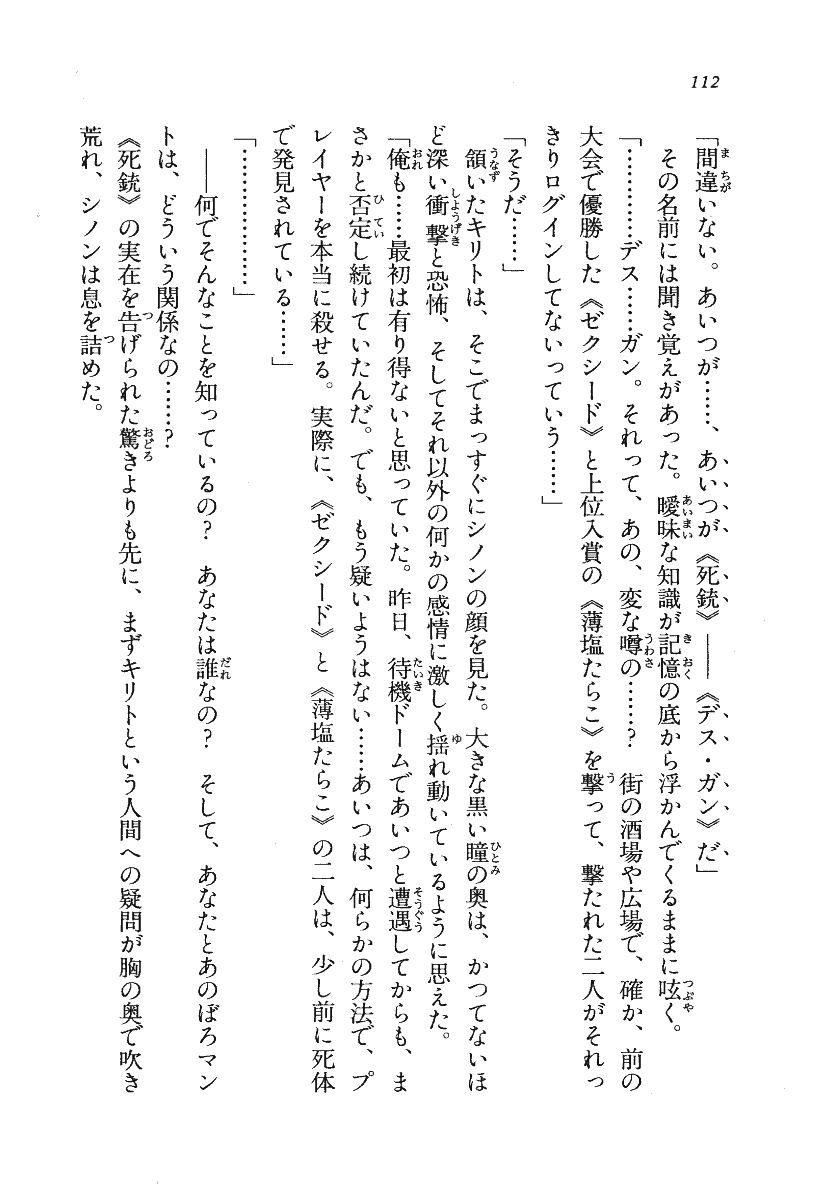 112
「間違いない。あいつが……、あいつが《死銃》――《デス・ガン》だ」
その名前には聞き覚えがあった。曖昧な知識が記憶の底から浮かんでくるままに呟く。
「…………デス……ガン。それって、あの、変な噂の……？　街の酒場や広場で、確か、前の
大会で優勝した《ゼクシード》と上位入賞の《薄塩たらこ》を撃って、撃たれた二人がそれっ
きりログインしてないっていう……」
「そうだ……」
頷いたキリトは、そこでまっすぐにシノンの顔を見た。大きな黒い瞳の奥は、かつてないほ
ど深い衝撃と恐怖、そしてそれ以外の何かの感情に激しく揺れ動いているように思えた。
「俺も……最初は有り得ないと思っていた。昨日、待機ドームであいつと遭遇してからも、ま
さかと否定し続けていたんだ。でも、もう疑いようはない……あいつは、何らかの方法で、プ
レイヤーを本当に殺せる。実際に、《ゼクシード》と《薄塩たらこ》の二人は、少し前に死体
で発見されている……」
「………………」
――何でそんなことを知っているの？　あなたは誰なの？　そして、あなたとあのぼろマン
トは、どういう関係なの……？
《死銃》の実在を告げられた驚きよりも先に、まずキリトという人間への疑問が胸の奥で吹き
荒れ、シノンは息を詰めた。